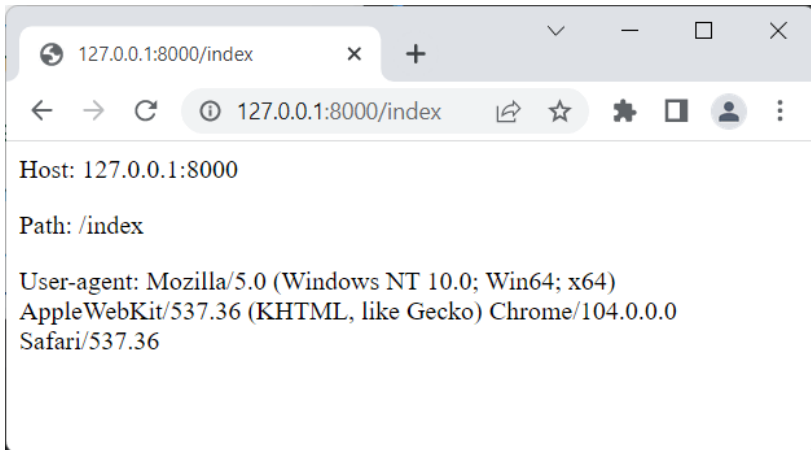 127.0.0.1:8000/index
127.0.0.1:8000/index
Host: 127.0.0.1:8000
Path: /index
User-agent: Mozilla/5.0 (Windows NT 10.0; Win64; x64)
AppleWebKit/537.36 (KHTML, like Gecko) Chrome/104.0.0.0
Safari/537.36